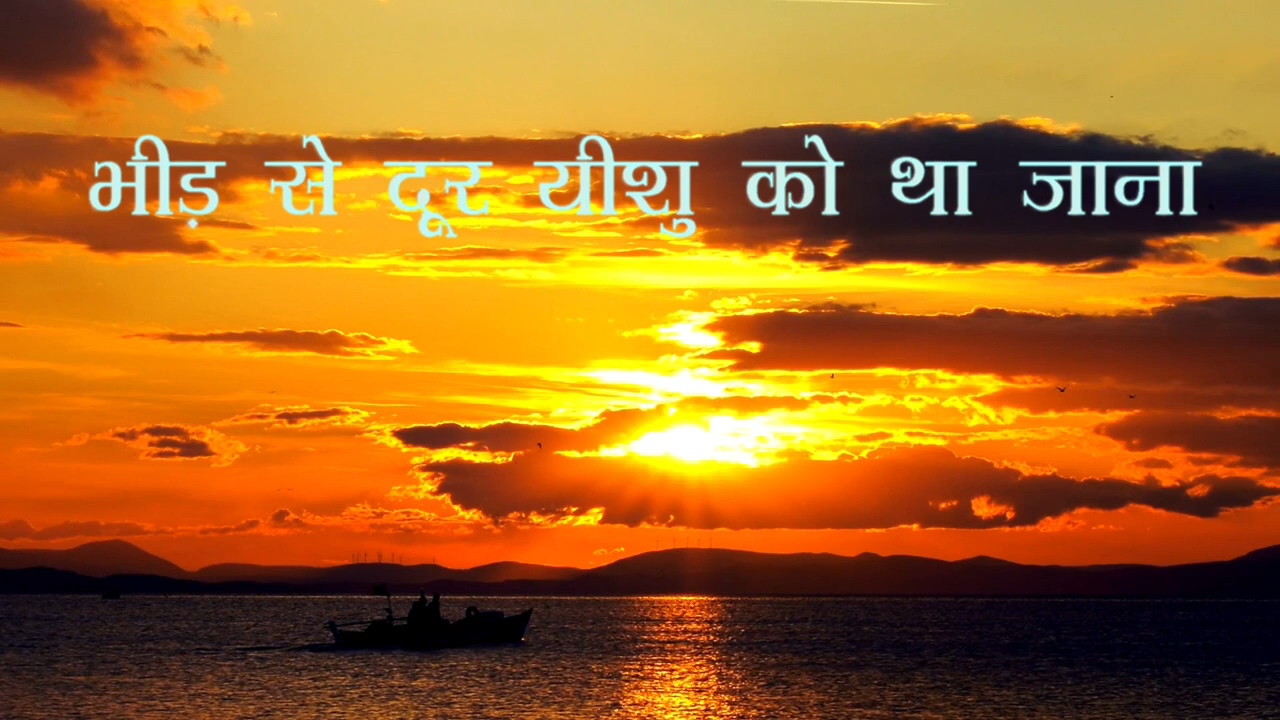 भीड़ से दूर यीशु को था जाना